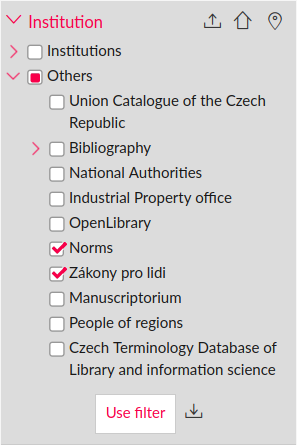 Institution
Institutions
Others
Union Catalogue of the Czech
Republic
Bibliography
National Authorities
Industrial Property office
OpenLibrary
Norms
Zákony pro lidi
Manuscriptorium
People of regions
Czech Terminology Database of
Library and information science
Use filter